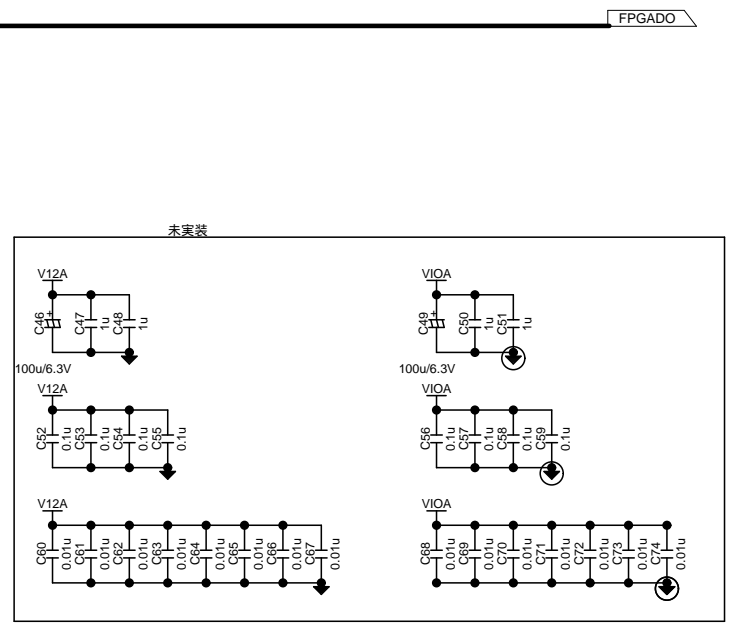 FPGADO
未実装
V12A
VIOA
C46
+
C47
1u
C48
1u
C49
+
C50
1u
C51
1u
100u/6.3V
100u/6.3V
V12A
VIOA
C52
0.1u
C53
0.1u
C54
0.1u
C55
0.1u
C56
0.1u
C57
0.1u
C58
0.1u
C59
0.1u
V12A
VIOA
C60
0.01u
C61
0.01u
C62
0.01u
C63
0.01u
C64
0.01u
C65
0.01u
C66
0.01u
C67
0.01u
C68
0.01u
C69
0.01u
C70
0.01u
C71
0.01u
C72
0.01u
C73
0.01u
C74
0.01u